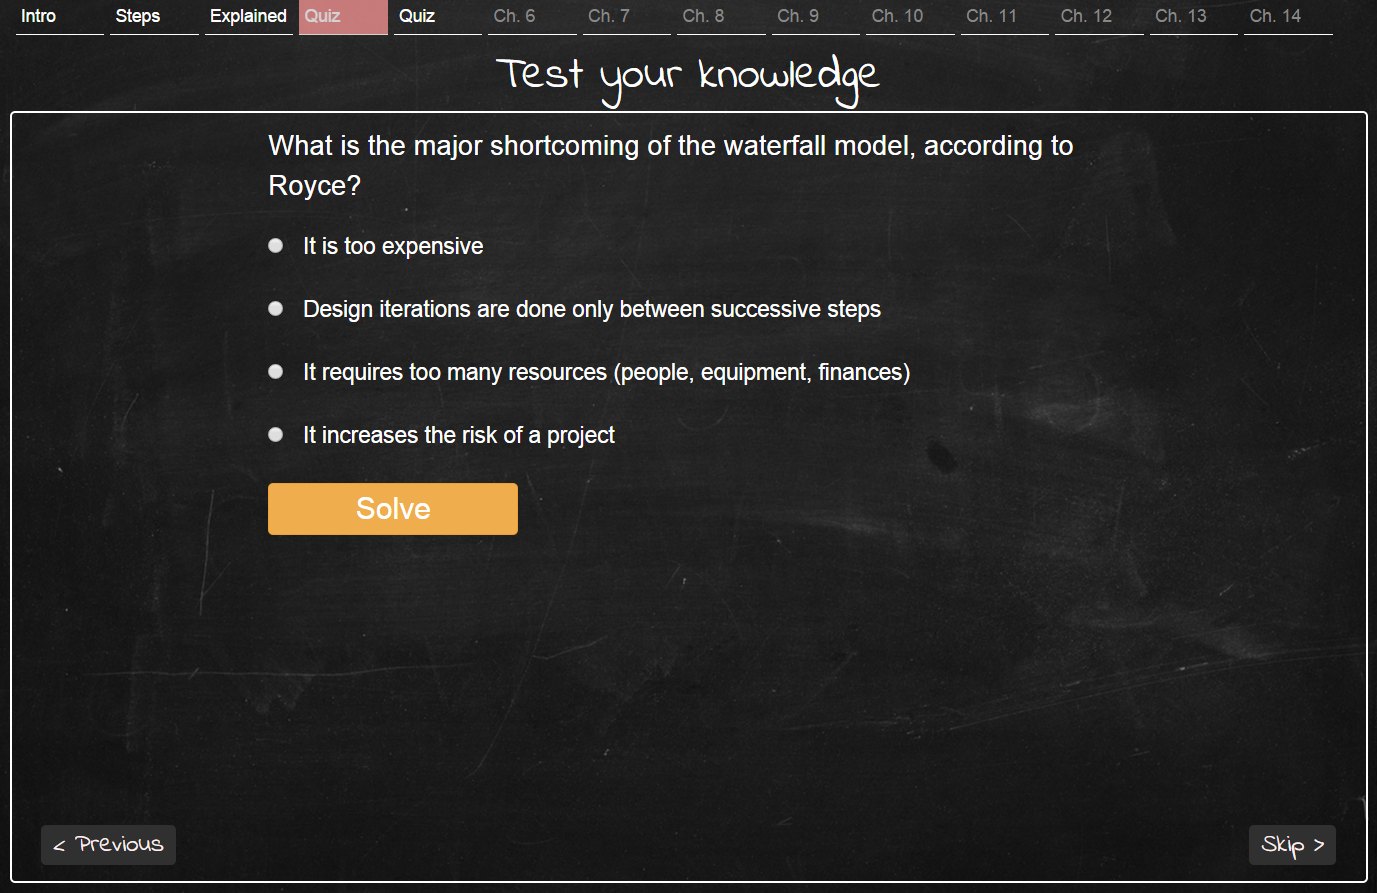 Intro Steps Explained Quiz Quiz Ch. 6 Ch. 7 Ch. 8 Ch. 9 Ch. 10 Ch. 11 Ch. 12 Ch. 13 Ch. 14
Test your knowledge
What is the major shortcoming of the waterfall model, according to
Royce?
It is too expensive
Design iterations are done only between successive steps
It requires too many resources (people, equipment, finances)
It increases the risk of a project
Solve
< Previous Skip >